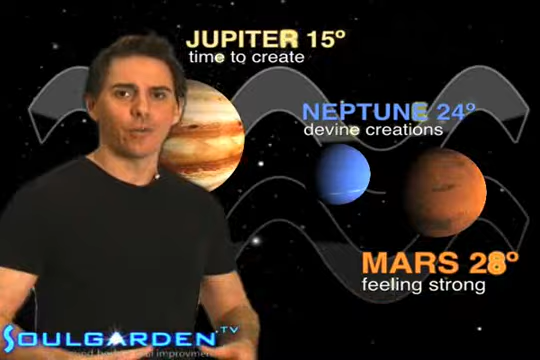 JUPITER 15º
time to create
NEPTUNE 24º
devine creations
MARS 28º
feeling strong
SOULGARDEN.TV